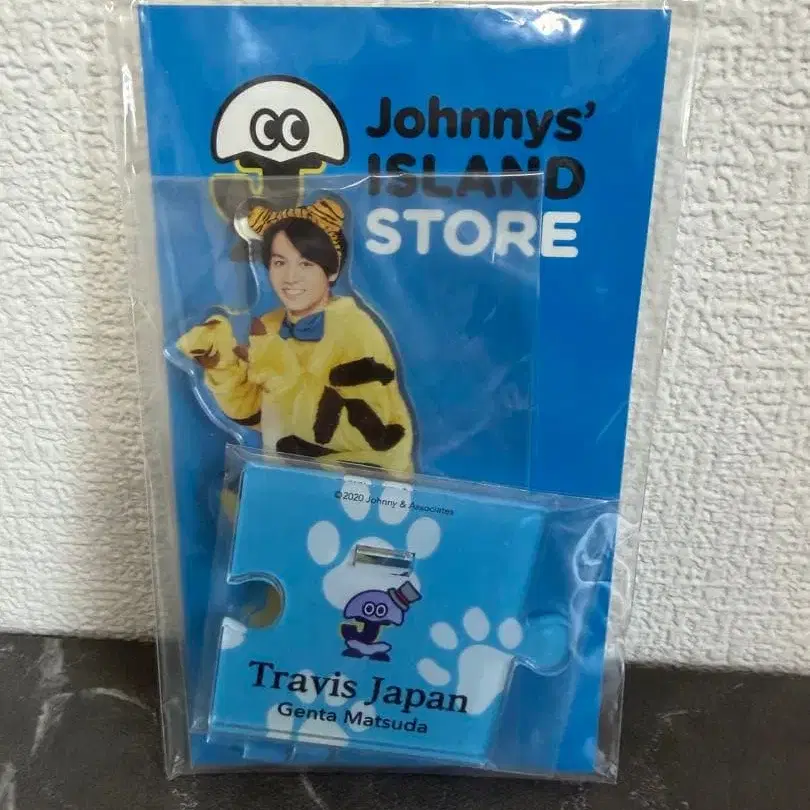 Johnnys'
ISLAND
STORE
©2020 Johnny & Associates
Travis Japan
Genta Matsuda